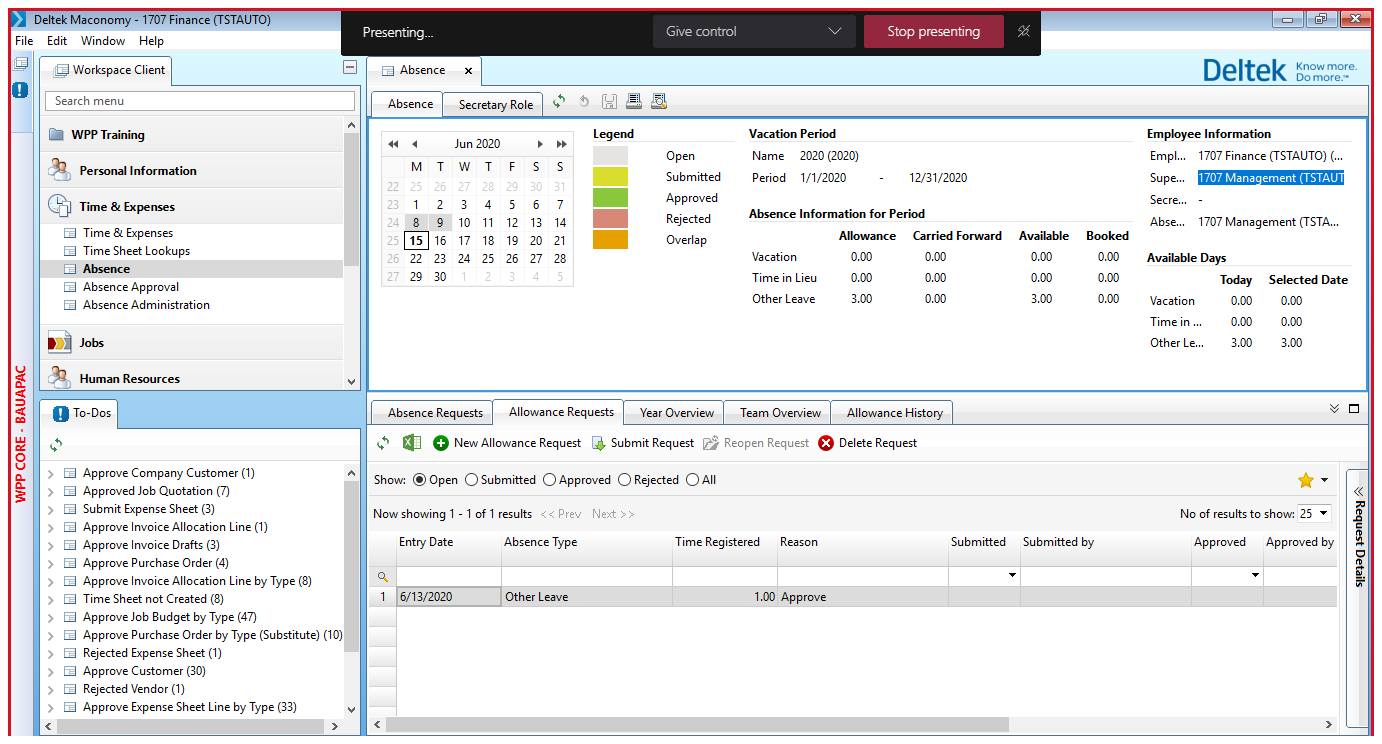 Deltek Maconomy - 1707 Finance (TSTAUTO)
Presenting...
Give control
Stop presenting
File Edit Window Help
Workspace Client
Search menu
WPP Training
Personal Information
Time & Expenses
Time & Expenses
Time Sheet Lookups
Absence
Absence Approval
Absence Administration
Jobs
Human Resources
WPP CORE - BAUAPAC
To-Dos
Approve Company Customer (1)
Approved Job Quotation (7)
Submit Expense Sheet (3)
Approve Invoice Allocation Line (1)
Approve Invoice Drafts (3)
Approve Purchase Order (4)
Approve Invoice Allocation Line by Type (8)
Time Sheet not Created (8)
Approve Job Budget by Type (47)
Approve Purchase Order by Type (Substitute) (10)
Rejected Expense Sheet (1)
Approve Customer (30)
Rejected Vendor (1)
Approve Expense Sheet Line by Type (33)
Absence
Deltek Know more. Do more.™
Absence Secretary Role
Jun 2020
M T W T F S S
22 25 26 27 28 29 30 31
23 1 2 3 4 5 6 7
24 8 9 10 11 12 13 14
25 15 16 17 18 19 20 21
26 22 23 24 25 26 27 28
27 29 30 1 2 3 4 5
Legend
Open
Submitted
Approved
Rejected
Overlap
Vacation Period
Name 2020 (2020)
Period 1/1/2020 - 12/31/2020
Absence Information for Period
Allowance Carried Forward Available Booked
Vacation 0.00 0.00 0.00 0.00
Time in Lieu 0.00 0.00 0.00 0.00
Other Leave 3.00 0.00 3.00 0.00
Employee Information
Empl... 1707 Finance (TSTAUTO) (...
Supe... 1707 Management (TSTAUT
Secre... -
Abse... 1707 Management (TSTA...
Available Days
Today Selected Date
Vacation 0.00 0.00
Time in ... 0.00 0.00
Other Le... 3.00 3.00
Absence Requests Allowance Requests Year Overview Team Overview Allowance History
New Allowance Request Submit Request Reopen Request Delete Request
Show: Open Submitted Approved Rejected All
Now showing 1 - 1 of 1 results << Prev Next >>
No of results to show: 25
Entry Date Absence Type Time Registered Reason Submitted Submitted by Approved Approved by
1 6/13/2020 Other Leave 1.00 Approve
Request Details